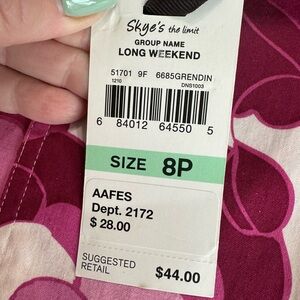 Skye's the limit
GROUP NAME
LONG WEEKEND
51701 9F 6685GRENDIN
1210 DNS1003
6 84012 64550 5
SIZE 8P
AAFES
Dept. 2172
$ 28.00
SUGGESTED
RETAIL $44.00